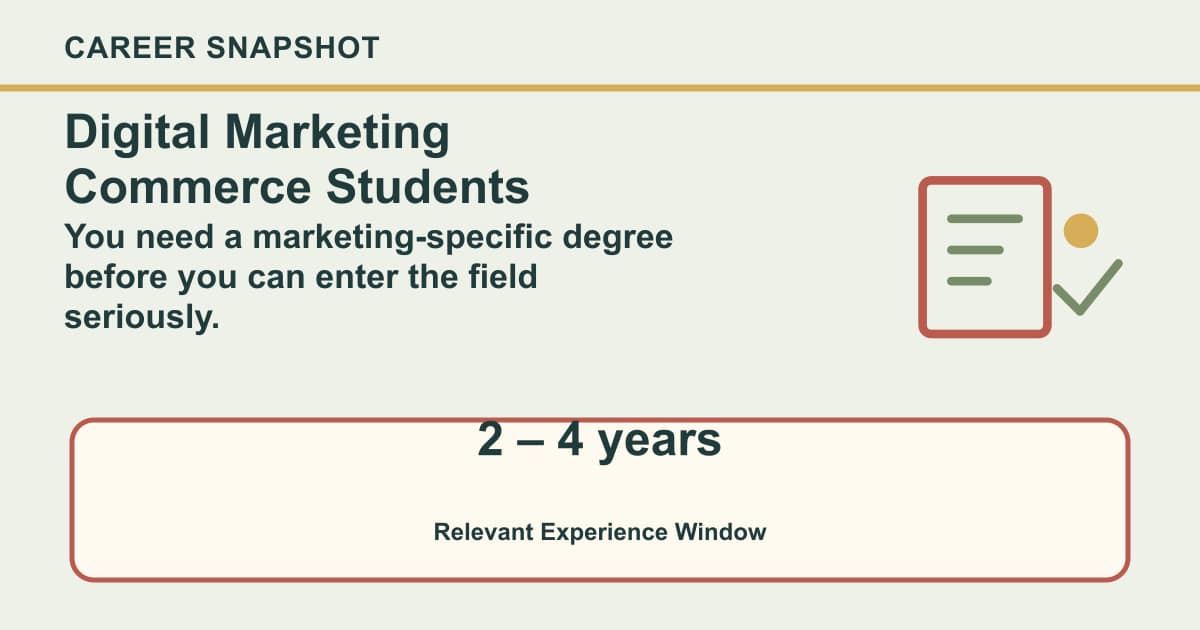 CAREER SNAPSHOT
Digital Marketing
Commerce Students
You need a marketing-specific degree
before you can enter the field
seriously.
2 – 4 years
Relevant Experience Window